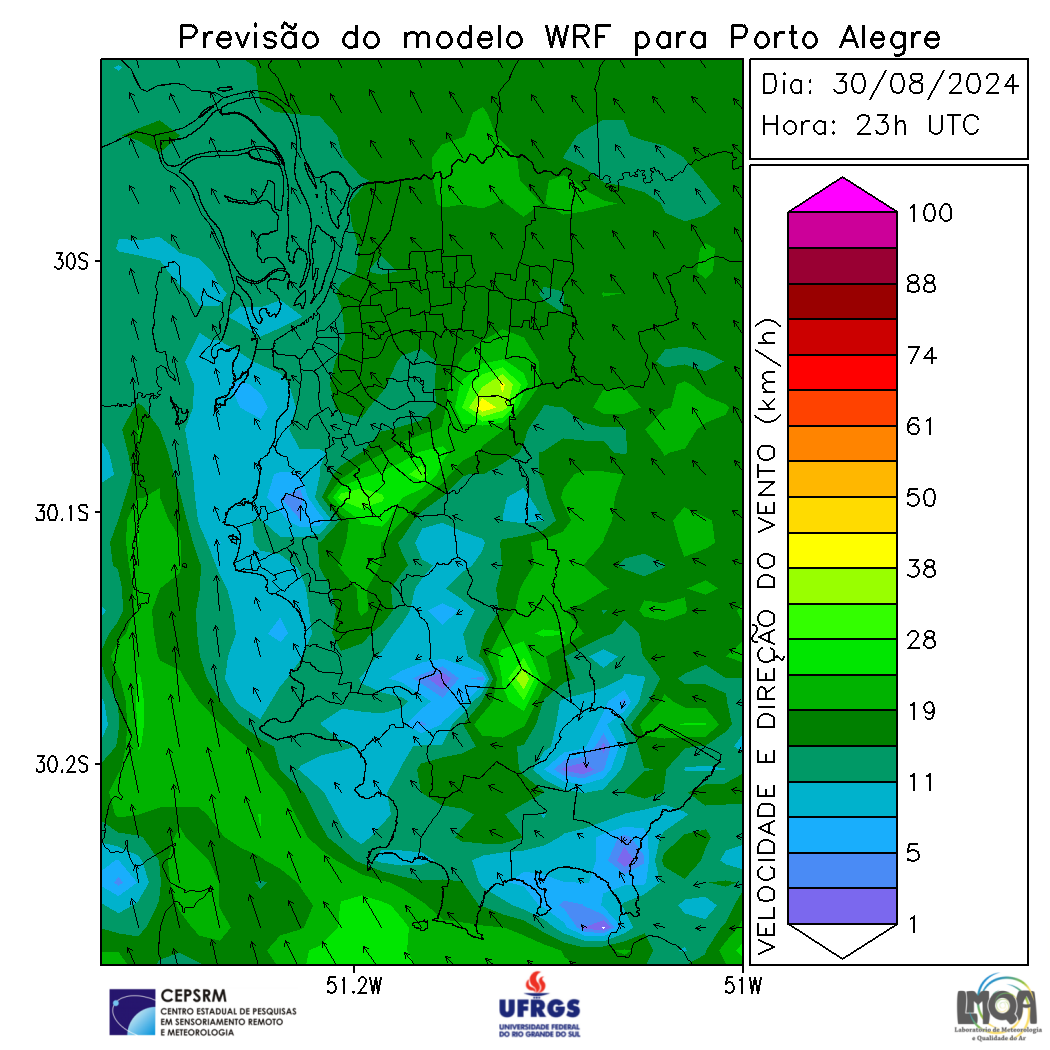 Previsão do modelo WRF para Porto Alegre
Dia: 30/08/2024
Hora: 23h UTC
30S
30.1S
30.2S
51.2W
51W
VELOCIDADE E DIREÇÃO DO VENTO (km/h)
100
88
74
61
50
38
28
19
11
5
1
CEPSRM
CENTRO ESTADUAL DE PESQUISAS
EM SENSORIAMENTO REMOTO
E METEOROLOGIA
UFRGS
UNIVERSIDADE FEDERAL
DO RIO GRANDE DO SUL
LMQA
Laboratório de Meteorologia
e Qualidade do Ar